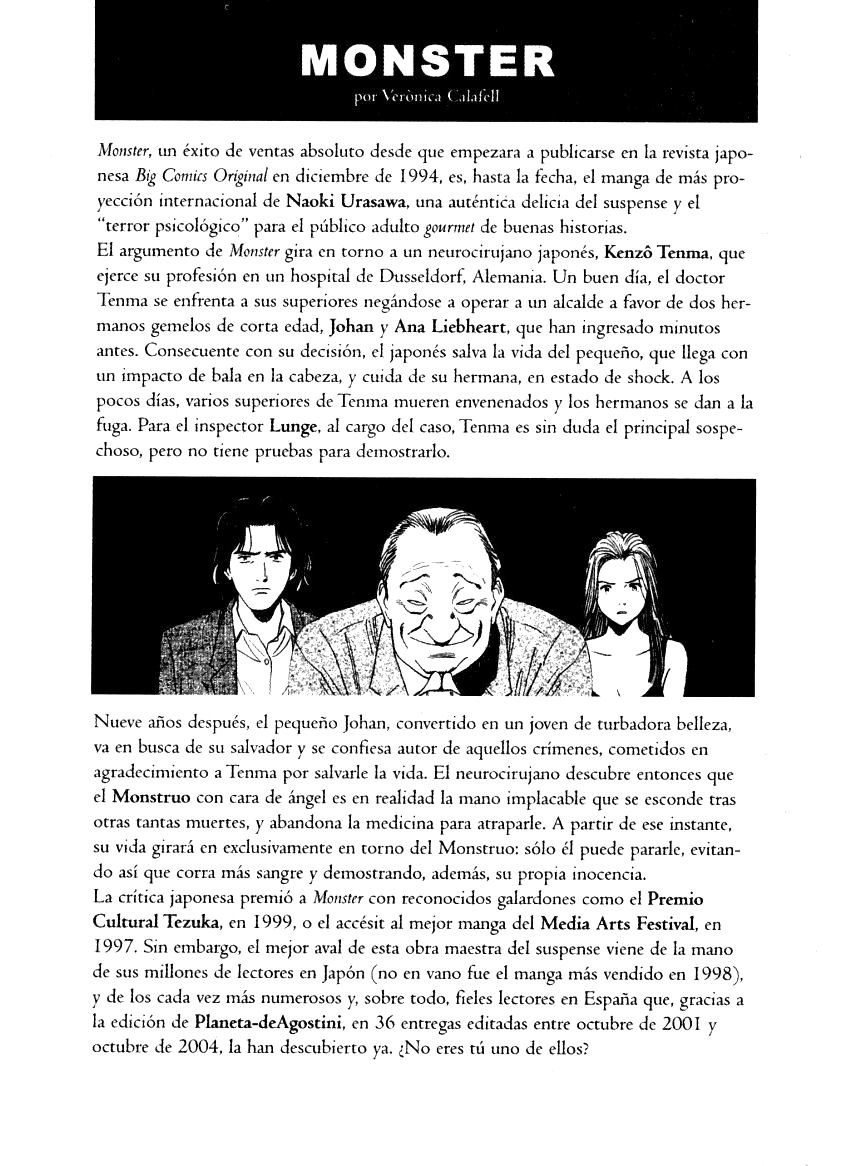 MONSTER
por Verònica Calafell
Monster, un éxito de ventas absoluto desde que empezara a publicarse en la revista japo-
nesa Big Comics Original en diciembre de 1994, es, hasta la fecha, el manga de más pro-
yección internacional de Naoki Urasawa, una auténtica delicia del suspense y el
“terror psicológico” para el público adulto gourmet de buenas historias.
El argumento de Monster gira en torno a un neurocirujano japonés, Kenzô Tenma, que
ejerce su profesión en un hospital de Dusseldorf, Alemania. Un buen día, el doctor
Tenma se enfrenta a sus superiores negándose a operar a un alcalde a favor de dos her-
manos gemelos de corta edad, Johan y Ana Liebheart, que han ingresado minutos
antes. Consecuente con su decisión, el japonés salva la vida del pequeño, que llega con
un impacto de bala en la cabeza, y cuida de su hermana, en estado de shock. A los
pocos días, varios superiores de Tenma mueren envenenados y los hermanos se dan a la
fuga. Para el inspector Lunge, al cargo del caso, Tenma es sin duda el principal sospe-
choso, pero no tiene pruebas para demostrarlo.
Nueve años después, el pequeño Johan, convertido en un joven de turbadora belleza,
va en busca de su salvador y se confiesa autor de aquellos crímenes, cometidos en
agradecimiento a Tenma por salvarle la vida. El neurocirujano descubre entonces que
el Monstruo con cara de ángel es en realidad la mano implacable que se esconde tras
otras tantas muertes, y abandona la medicina para atraparle. A partir de ese instante,
su vida girará en exclusivamente en torno del Monstruo: sólo él puede pararle, evitan-
do así que corra más sangre y demostrando, además, su propia inocencia.
La crítica japonesa premió a Monster con reconocidos galardones como el Premio
Cultural Tezuka, en 1999, o el accésit al mejor manga del Media Arts Festival, en
1997. Sin embargo, el mejor aval de esta obra maestra del suspense viene de la mano
de sus millones de lectores en Japón (no en vano fue el manga más vendido en 1998),
y de los cada vez más numerosos y, sobre todo, fieles lectores en España que, gracias a
la edición de Planeta-deAgostini, en 36 entregas editadas entre octubre de 2001 y
octubre de 2004, la han descubierto ya. ¿No eres tú uno de ellos?